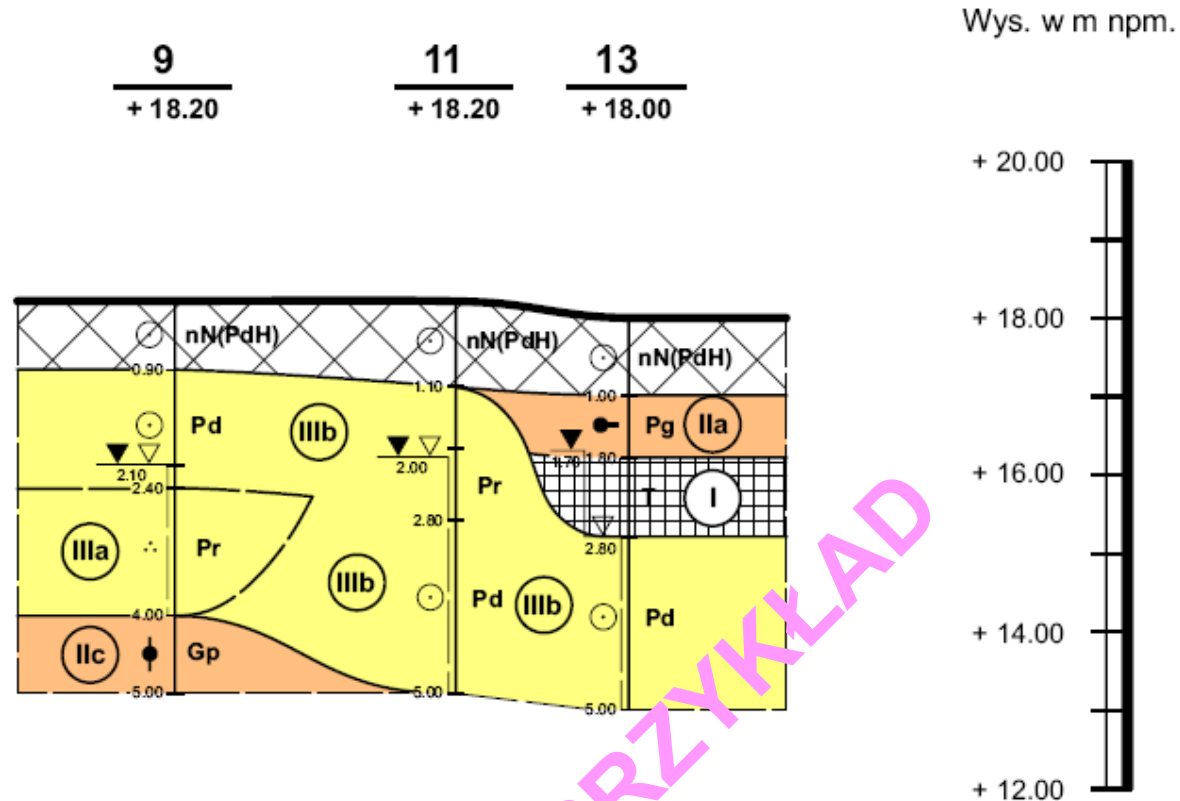 Wys. w m npm.
9 11 13
+ 18.20 + 18.20 + 18.00
+ 20.00
+ 18.00
+ 16.00
+ 14.00
+ 12.00
nN(PdH) nN(PdH) nN(PdH)
0.90 1.10 1.00
Pd IIIb Pg IIa
2.10 2.00 1.70 1.80
2.40 Pr T I
2.80 2.80
IIIa Pr
IIIb Pd IIIb Pd
4.00
IIc Gp
5.00 5.00 5.00
RZYKŁAD